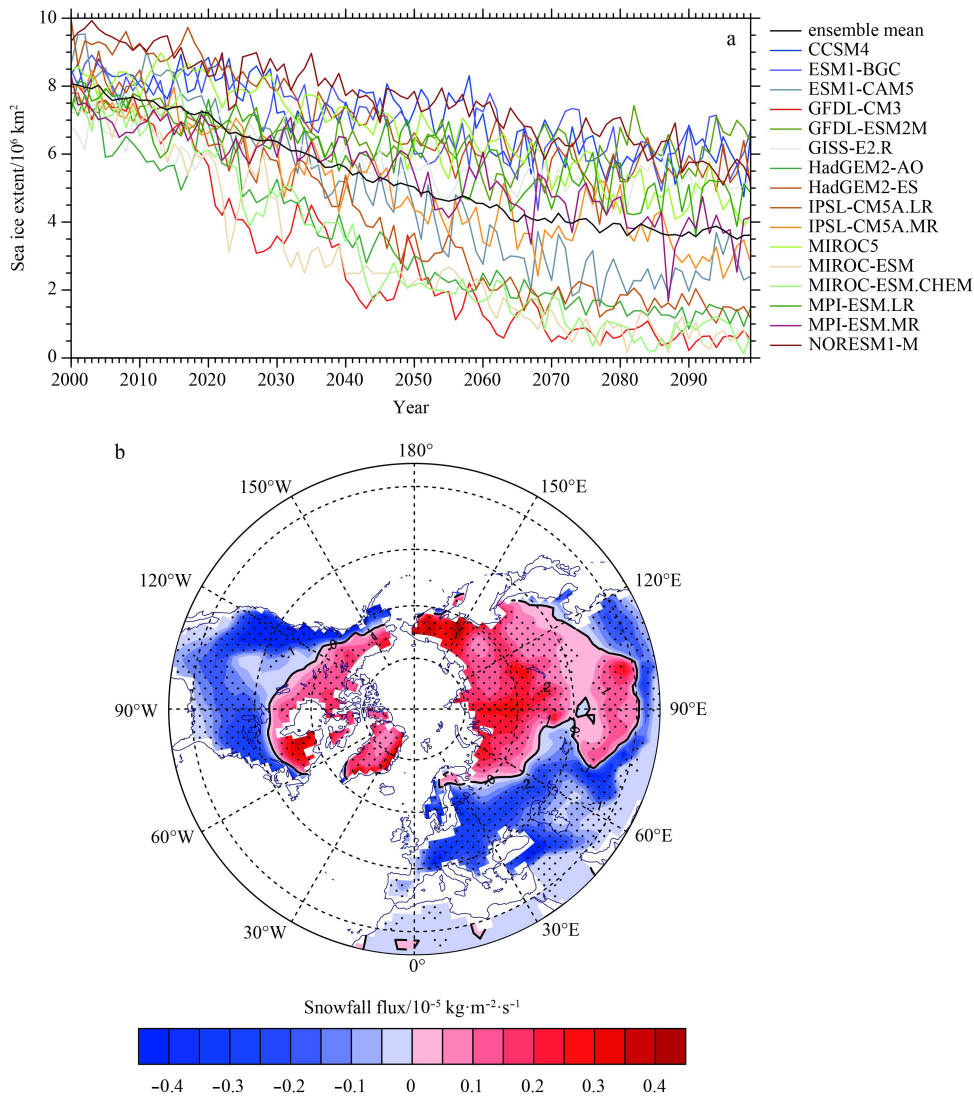 a
10
8
6
4
2
0
Sea ice extent/10⁶ km²
2000 2010 2020 2030 2040 2050 2060 2070 2080 2090
Year
ensemble mean
CCSM4
ESM1-BGC
ESM1-CAM5
GFDL-CM3
GFDL-ESM2M
GISS-E2.R
HadGEM2-AO
HadGEM2-ES
IPSL-CM5A.LR
IPSL-CM5A.MR
MIROC5
MIROC-ESM
MIROC-ESM.CHEM
MPI-ESM.LR
MPI-ESM.MR
NORESM1-M
b
180°
150°W 150°E
120°W 120°E
90°W 90°E
60°W 60°E
30°W 30°E
0°
Snowfall flux/10⁻⁵ kg·m⁻²·s⁻¹
−0.4 −0.3 −0.2 −0.1 0 0.1 0.2 0.3 0.4